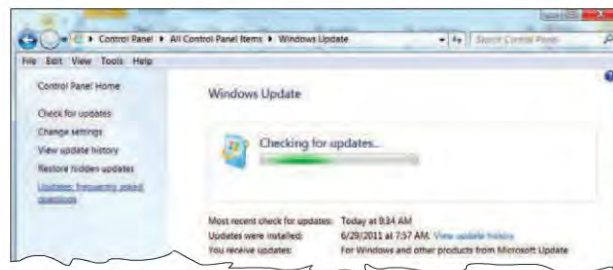 Control Panel ▸ All Control Panel Items ▸ Windows Update
Search Control Panel
File Edit View Tools Help
Control Panel Home
Check for updates
Change settings
View update history
Restore hidden updates
Updates: frequently asked
questions
Windows Update
Checking for updates...
Most recent check for updates: Today at 9:34 AM
Updates were installed: 6/29/2011 at 7:57 AM. View update history
You receive updates: For Windows and other products from Microsoft Update